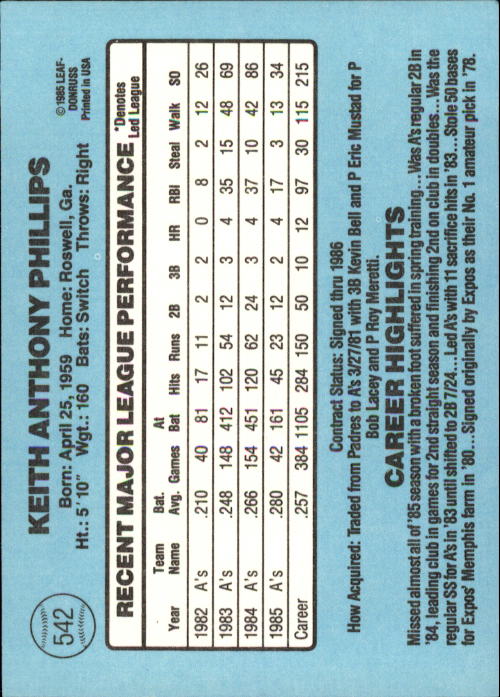 542
KEITH ANTHONY PHILLIPS
©1985 LEAF-
DONRUSS
Printed in USA
Born: April 25, 1959 Home: Roswell, Ga.
Ht.: 5'10" Wgt.: 160 Bats: Switch Throws: Right
RECENT MAJOR LEAGUE PERFORMANCE *Denotes
Led League
Year Team Name Bat. Avg. Games At Bat Hits Runs 2B 3B HR RBI Steal Walk SO
1982 A's .210 40 81 17 11 2 2 0 8 2 12 26
1983 A's .248 148 412 102 54 12 3 4 35 15 48 69
1984 A's .266 154 451 120 62 24 3 4 37 10 42 86
1985 A's .280 42 161 45 23 12 2 4 17 3 13 34
Career .257 384 1105 284 150 50 10 12 97 30 115 215
Contract Status: Signed thru 1986
How Acquired: Traded from Padres to A's 3/27/81 with 3B Kevin Bell and P Eric Mustad for P
Bob Lacey and P Roy Meretti.
CAREER HIGHLIGHTS
Missed almost all of '85 season with a broken foot suffered in spring training... Was A's regular 2B in
'84, leading club in games for 2nd straight season and finishing 2nd on club in doubles... Was the
regular SS for A's in '83 until shifted to 2B 7/24... Led A's with 11 sacrifice hits in '83... Stole 50 bases
for Expos' Memphis farm in '80... Signed originally by Expos as their No. 1 amateur pick in '78.